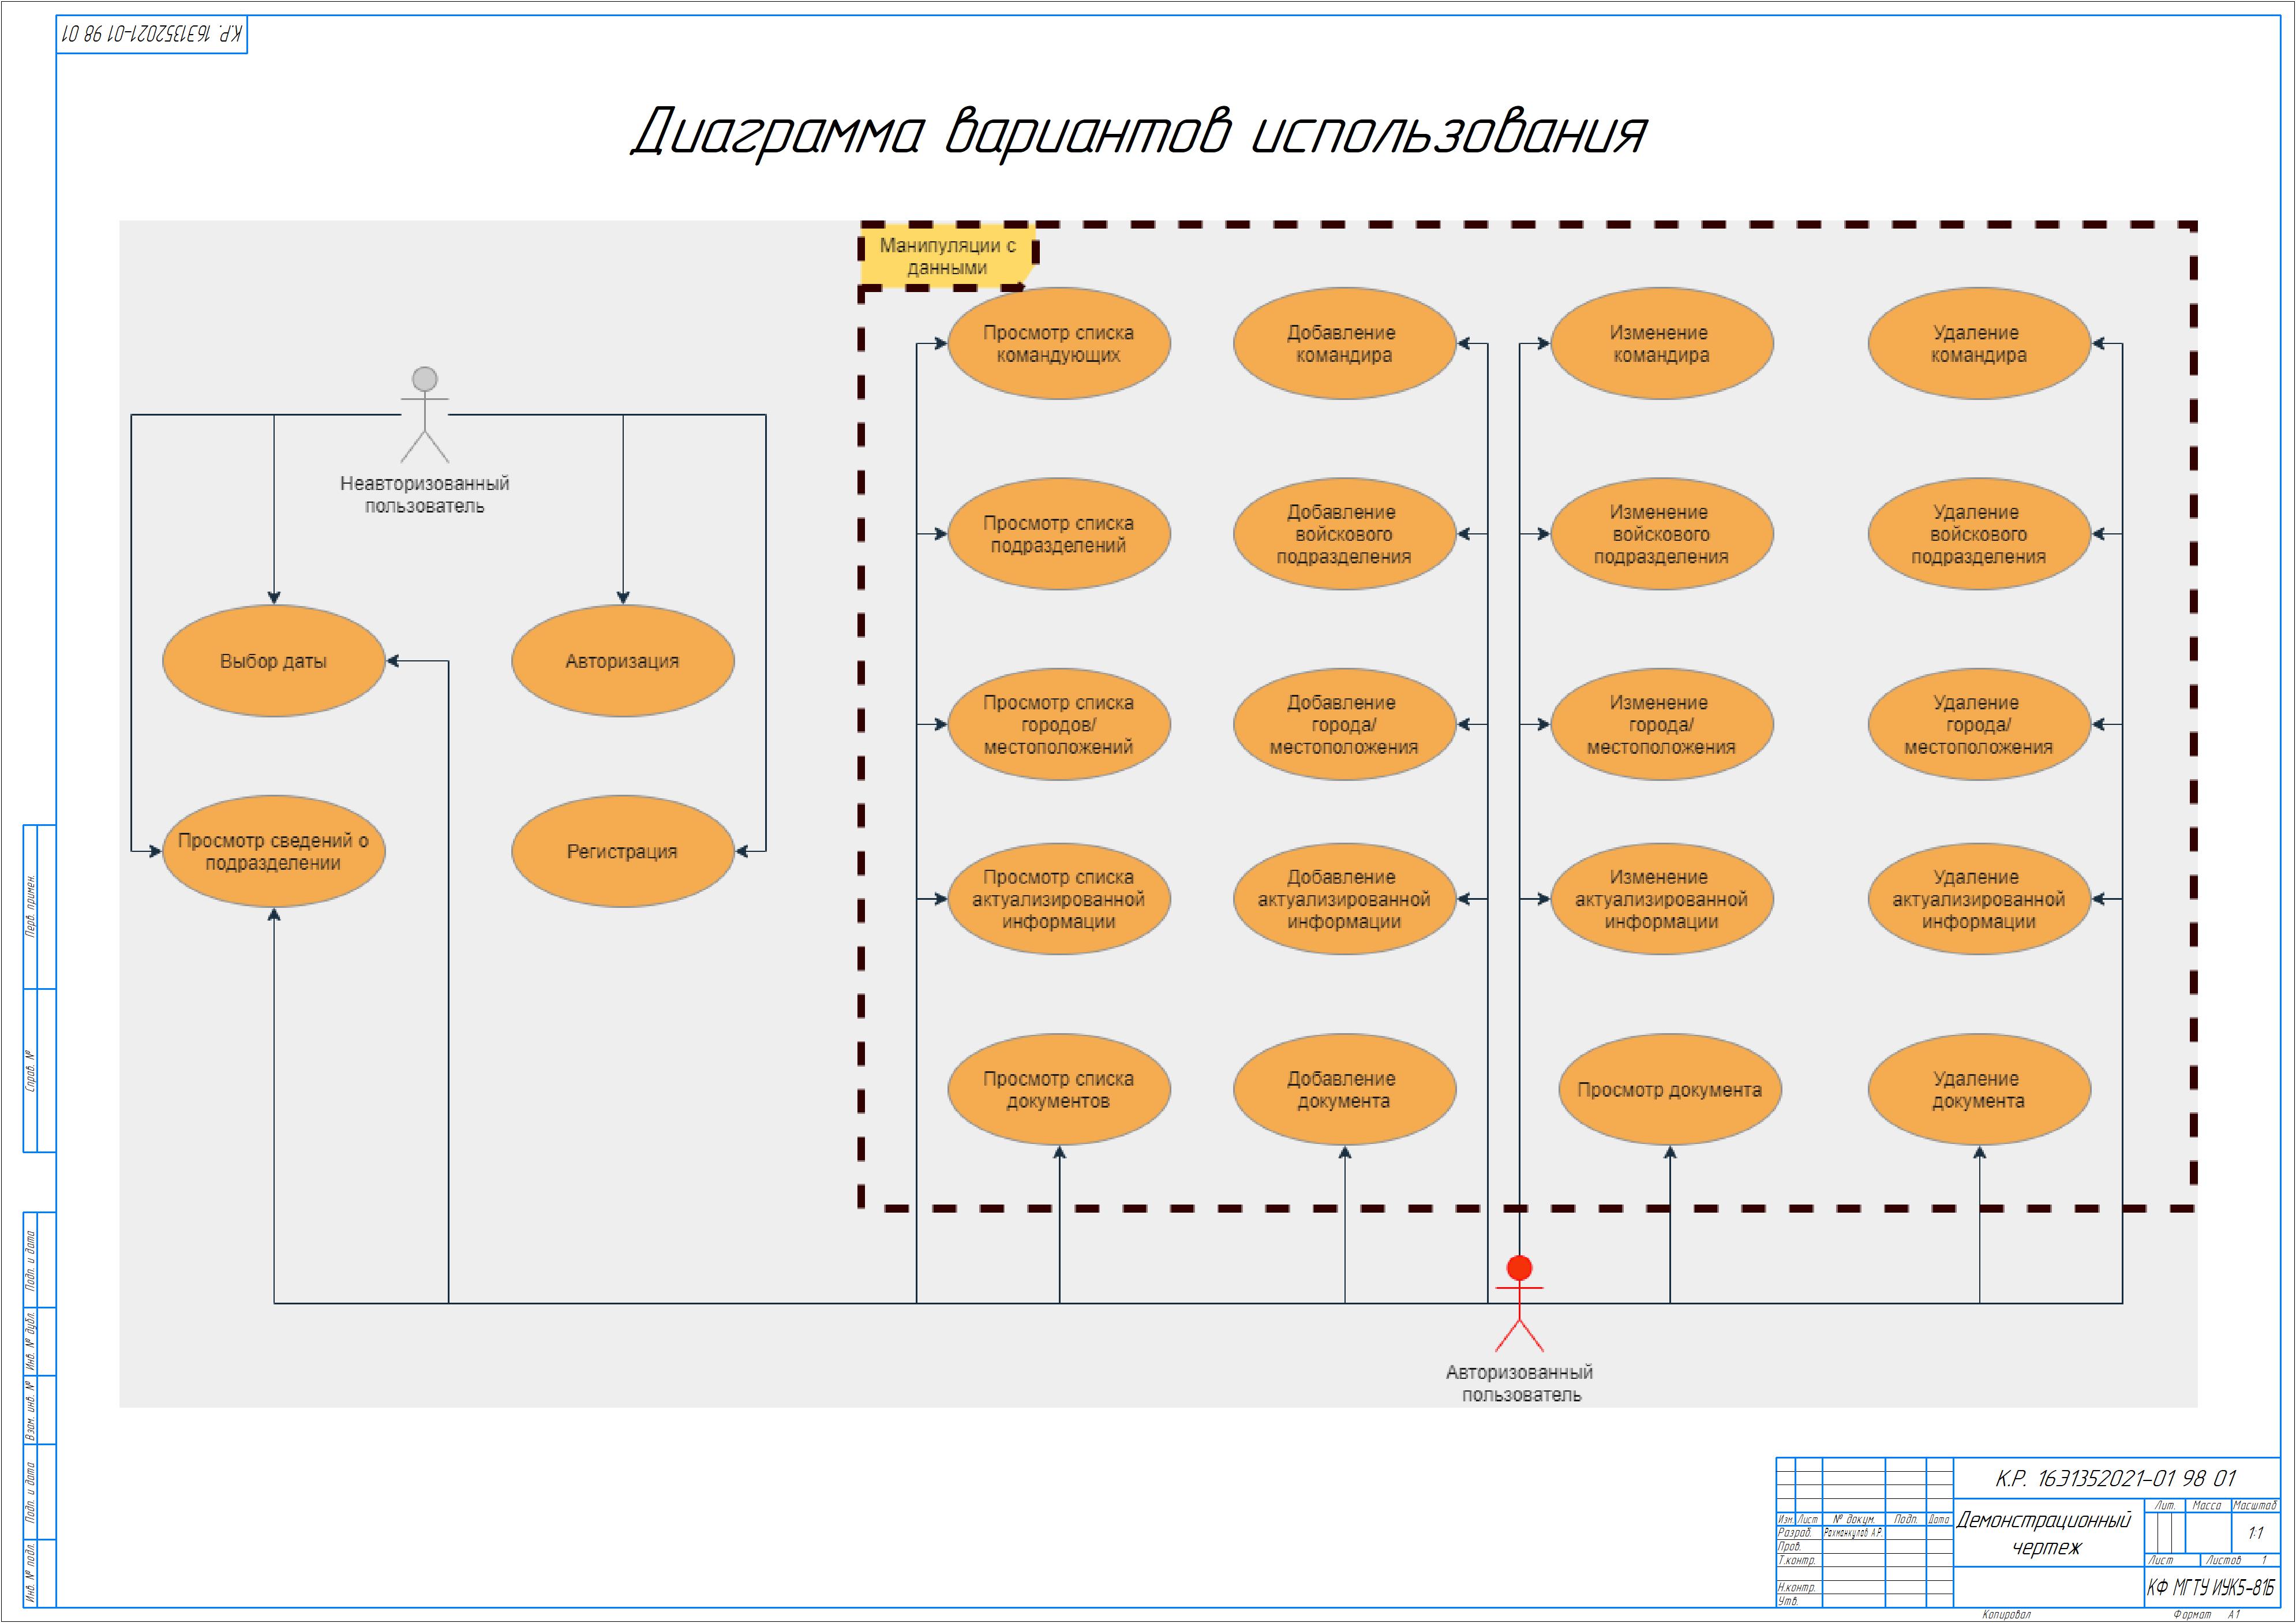 К.Р. 16Э1352021-01 98 01
Диаграмма вариантов использования
Манипуляции с
данными
Неавторизованный
пользователь
Выбор даты
Авторизация
Просмотр сведений о
подразделении
Регистрация
Просмотр списка
командующих
Добавление
командира
Изменение
командира
Удаление
командира
Просмотр списка
подразделений
Добавление
войскового
подразделения
Изменение
войскового
подразделения
Удаление
войскового
подразделения
Просмотр списка
городов/
местоположений
Добавление
города/
местоположения
Изменение
города/
местоположения
Удаление
города/
местоположения
Просмотр списка
актуализированной
информации
Добавление
актуализированной
информации
Изменение
актуализированной
информации
Удаление
актуализированной
информации
Просмотр списка
документов
Добавление
документа
Просмотр документа
Удаление
документа
Авторизованный
пользователь
Перв. примен.
Справ. №
Подп. и дата
Инв. № дубл.
Взам. инв. №
Подп. и дата
Инв. № подл.
К.Р. 16Э1352021-01 98 01
Изм. Лист № докум. Подп. Дата
Разраб. Рахманкулов А.Р.
Пров.
Т.контр.
Н.контр.
Утв.
Демонстрационный
чертеж
Лит. Масса Масштаб
1:1
Лист Листов 1
КФ МГТУ ИУК5-81Б
Копировал Формат А1